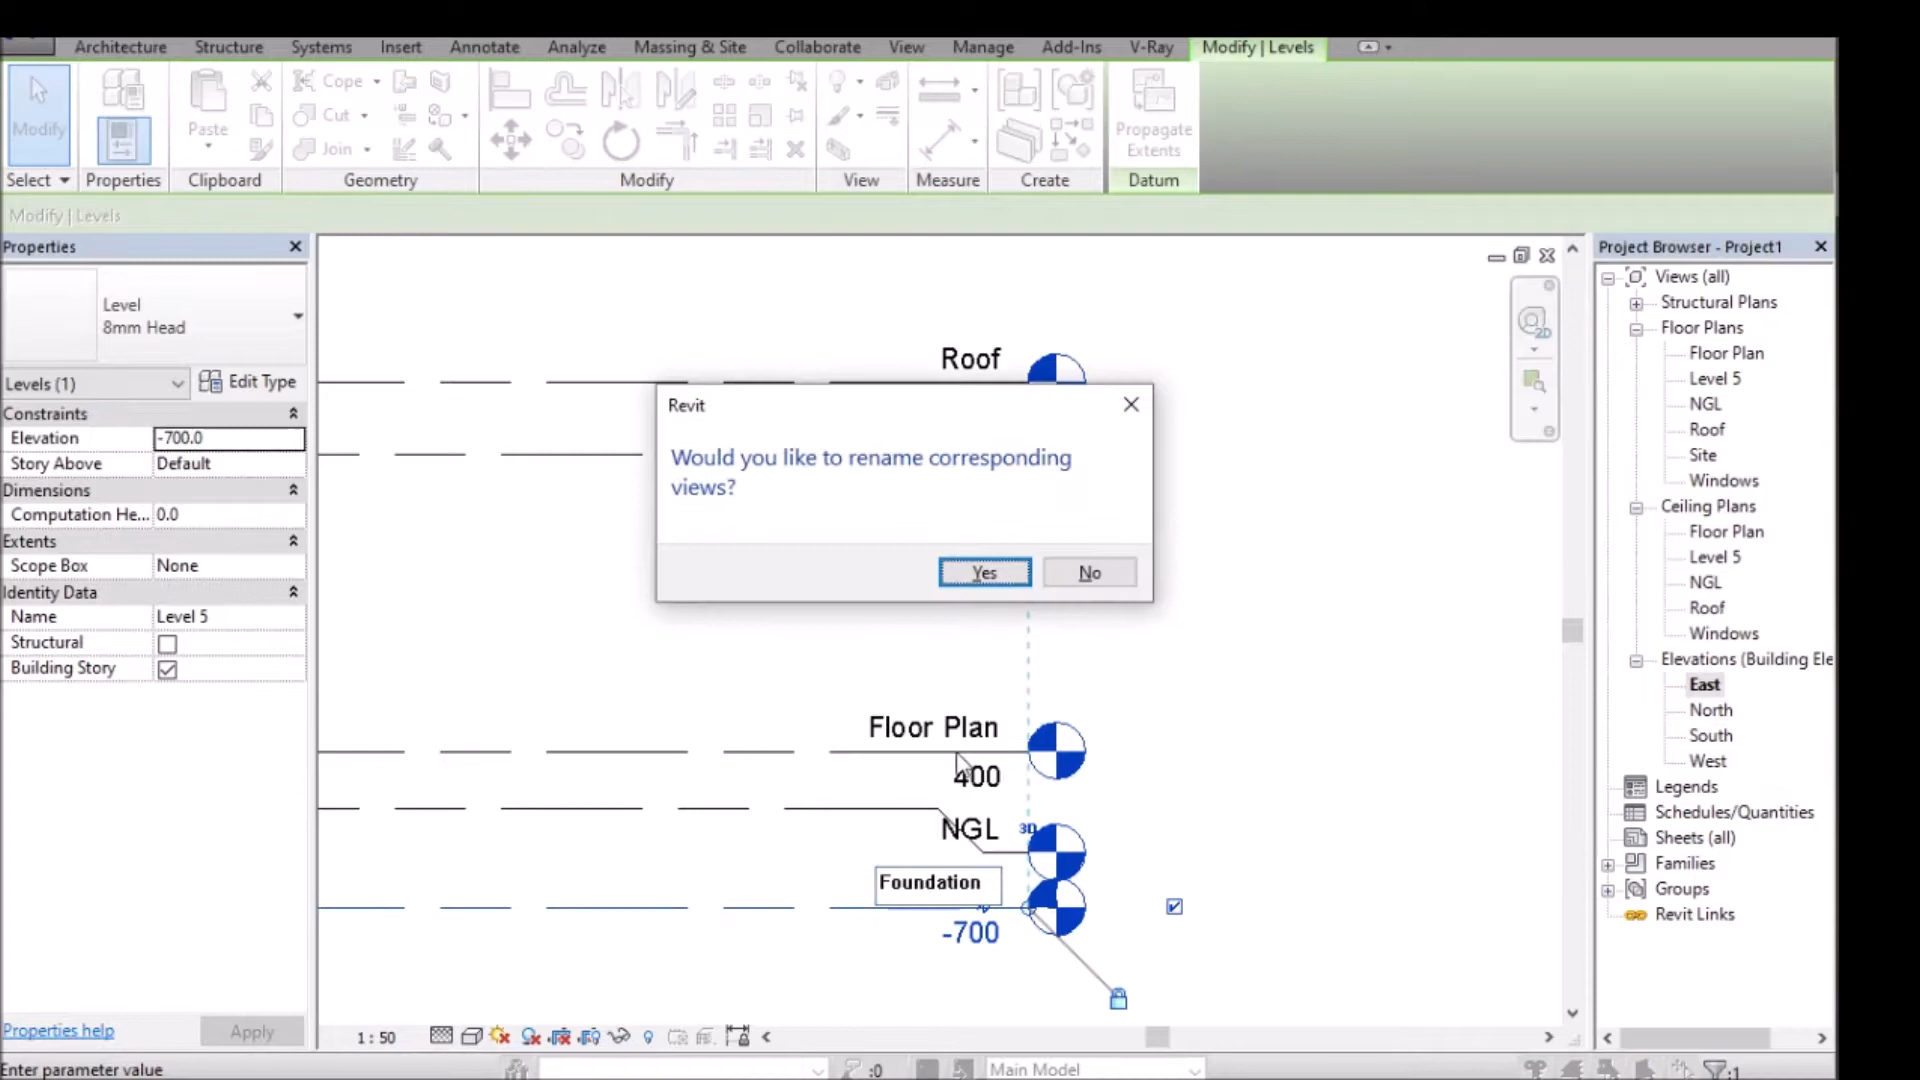 Architecture Structure Systems Insert Annotate Analyze Massing & Site Collaborate View Manage Add-Ins V-Ray Modify | Levels
Cope
Cut
Join
Modify
Paste
Propagate
Extents
Select Properties Clipboard Geometry Modify View Measure Create Datum
Modify | Levels
Properties
Level
8mm Head
Levels (1)
Edit Type
Constraints
Elevation -700.0
Story Above Default
Dimensions
Computation He... 0.0
Extents
Scope Box None
Identity Data
Name Level 5
Structural
Building Story
Properties help
Apply
Enter parameter value
Roof
Revit
Would you like to rename corresponding
views?
Yes
No
Floor Plan
400
NGL
3D
Foundation
-700
1 : 50
:0
Main Model
:1
2D
Project Browser - Project1
Views (all)
Structural Plans
Floor Plans
Floor Plan
Level 5
NGL
Roof
Site
Windows
Ceiling Plans
Floor Plan
Level 5
NGL
Roof
Windows
Elevations (Building Ele
East
North
South
West
Legends
Schedules/Quantities
Sheets (all)
Families
Groups
Revit Links